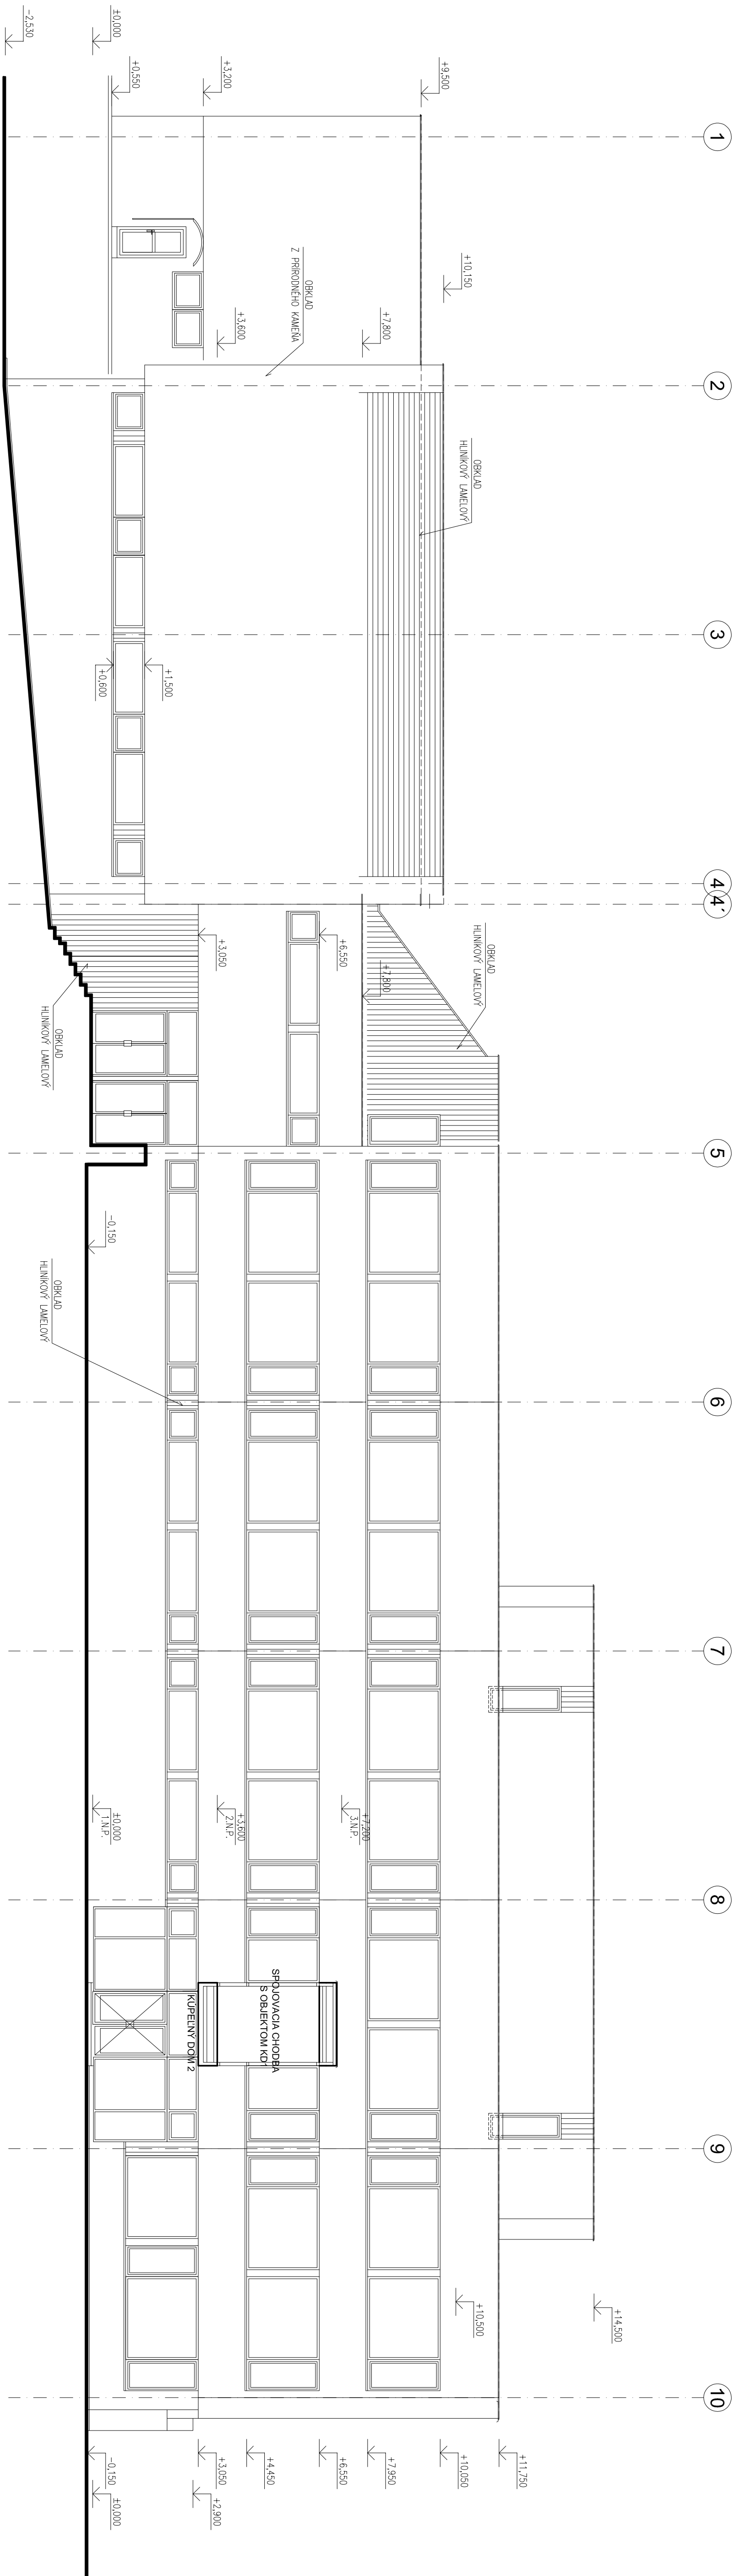 1
2
3
4
4´
5
6
7
8
9
10
-2,530
±0,000
+0,550
+3,200
+9,500
+10,150
OBKLAD
Z PRÍRODNÉHO KAMEŇA
+3,600
+7,800
OBKLAD
HLINÍKOVÝ LAMELOVÝ
+1,500
+0,600
OBKLAD
HLINÍKOVÝ LAMELOVÝ
+3,050
+6,550
+7,800
OBKLAD
HLINÍKOVÝ LAMELOVÝ
-0,150
OBKLAD
HLINÍKOVÝ LAMELOVÝ
±0,000
1.N.P.
+3,600
2.N.P.
+7,200
3.N.P.
SPOJOVACIA CHODBA
S OBJEKTOM KD1
KÚPEĽNÝ DOM 2
+10,500
+14,500
+11,750
+10,050
+7,950
+6,550
+4,450
+3,050
+2,900
-0,150
±0,000